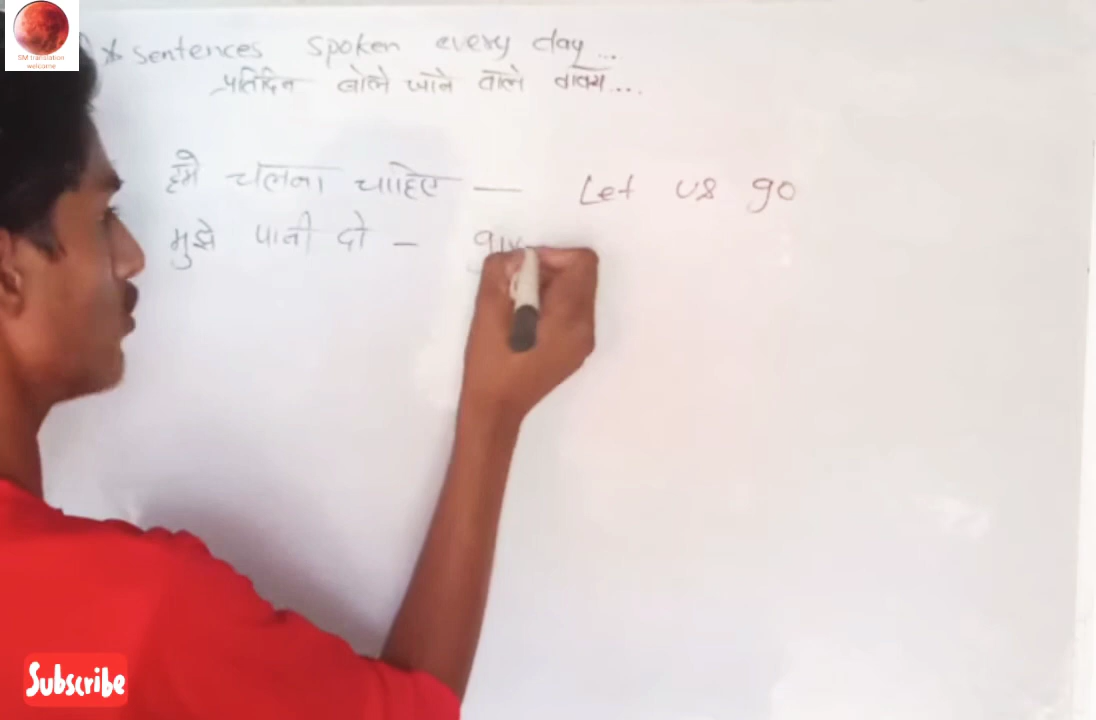 SM translation
welcome
* sentences spoken every day...
प्रतिदिन बोले जाने वाले वाक्य...
हमे चलना चाहिए — Let us go
मुझे पानी दो – giv
Subscribe